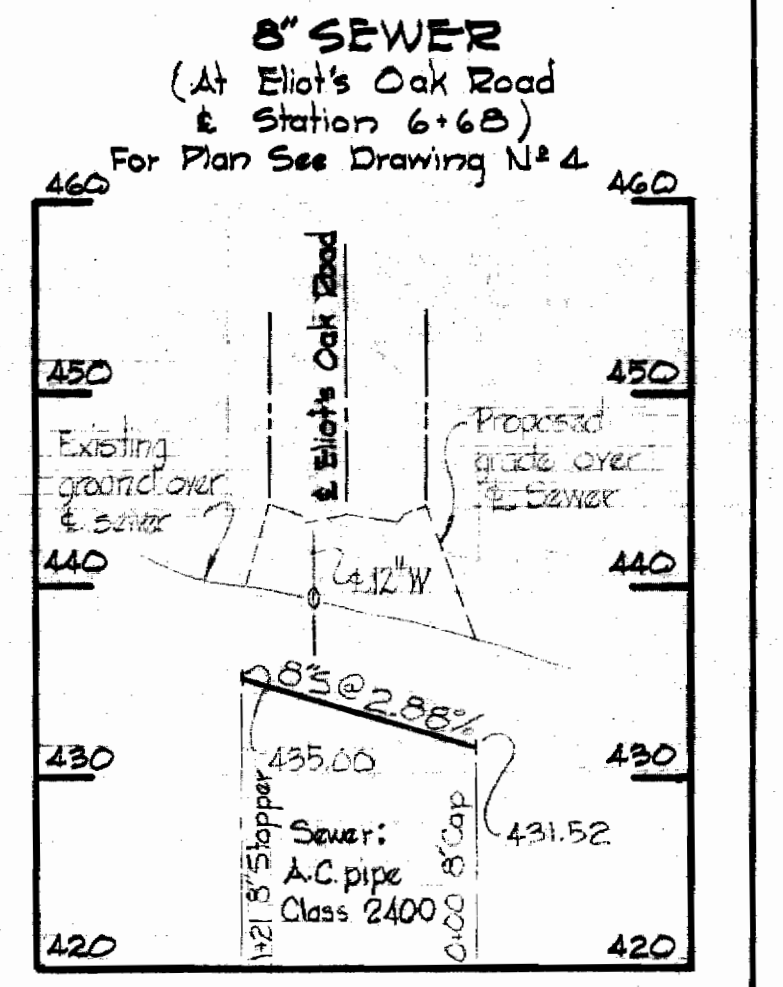 8" SEWER
(At Eliot's Oak Road
℄ Station 6+68)
For Plan See Drawing Nº 4
460
460
℄ Eliot's Oak Road
450
450
Existing
ground over
℄ sewer
Proposed
grade over
℄ Sewer
440
440
℄ 12" W
8"S @ 2.88%
435.00
430
430
431.52
1+21 8" Stopper
Sewer:
A.C. pipe
Class 2400
0+00 8" Cap
420
420